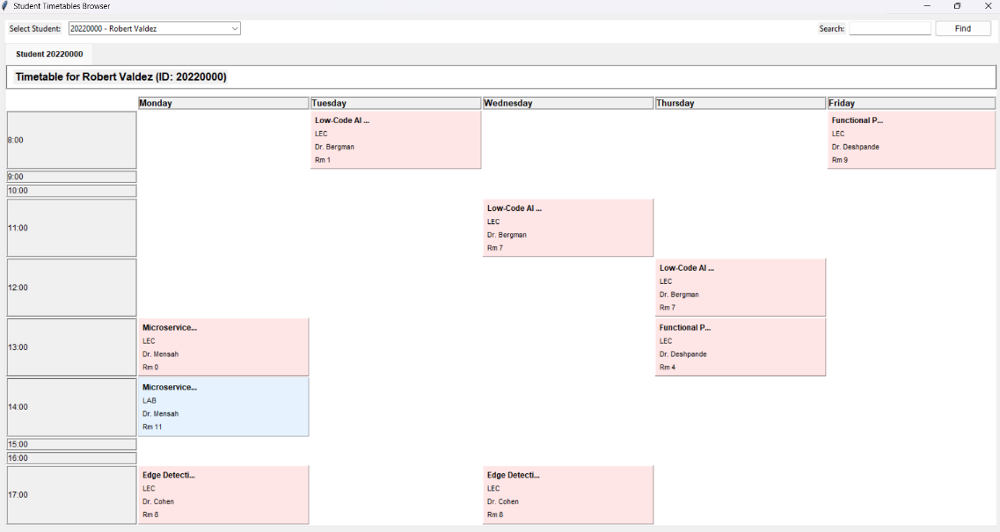 Student Timetables Browser
Select Student: 20220000 - Robert Valdez Search: Find
Student 20220000
Timetable for Robert Valdez (ID: 20220000)
Monday Tuesday Wednesday Thursday Friday
8:00
Low-Code AI ...
LEC
Dr. Bergman
Rm 1
Functional P...
LEC
Dr. Deshpande
Rm 9
9:00
10:00
11:00
Low-Code AI ...
LEC
Dr. Bergman
Rm 7
12:00
Low-Code AI ...
LEC
Dr. Bergman
Rm 7
13:00
Microservice...
LEC
Dr. Mensah
Rm 0
Functional P...
LEC
Dr. Deshpande
Rm 4
14:00
Microservice...
LAB
Dr. Mensah
Rm 11
15:00
16:00
17:00
Edge Detecti...
LEC
Dr. Cohen
Rm 8
Edge Detecti...
LEC
Dr. Cohen
Rm 8